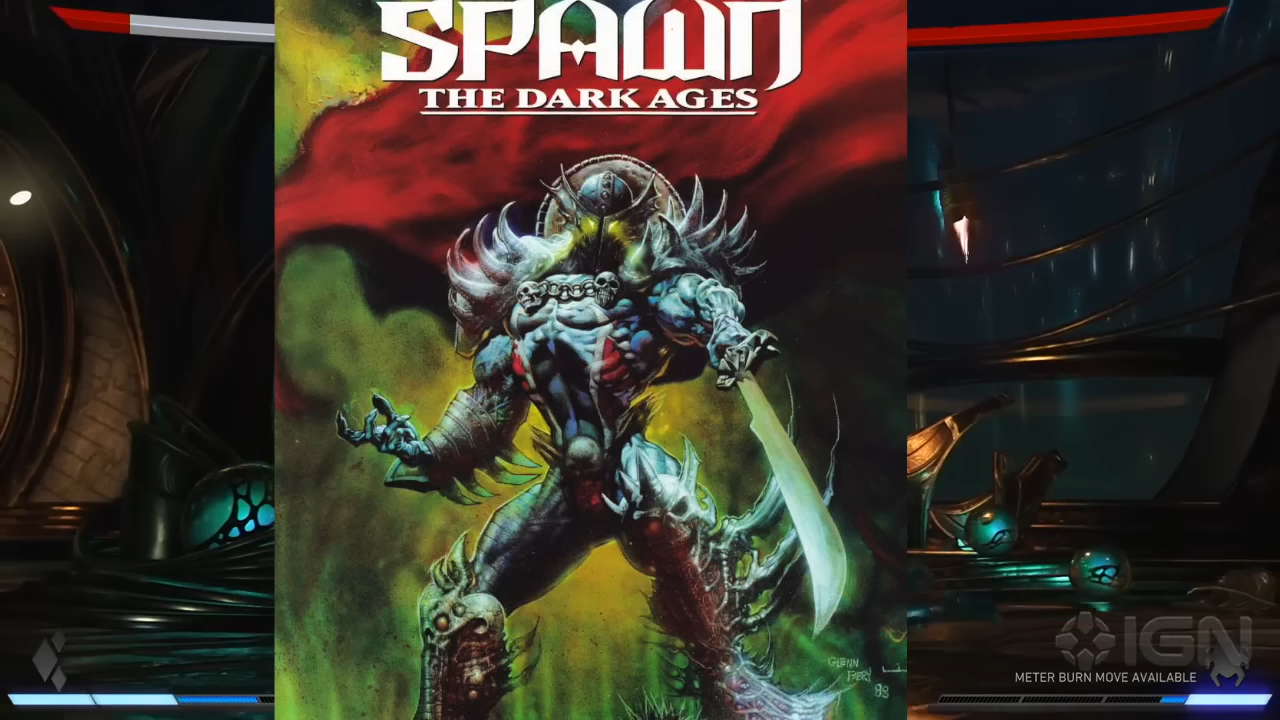 SPAWN
THE DARK AGES
GLENN
FABRY
IGN
METER BURN MOVE AVAILABLE